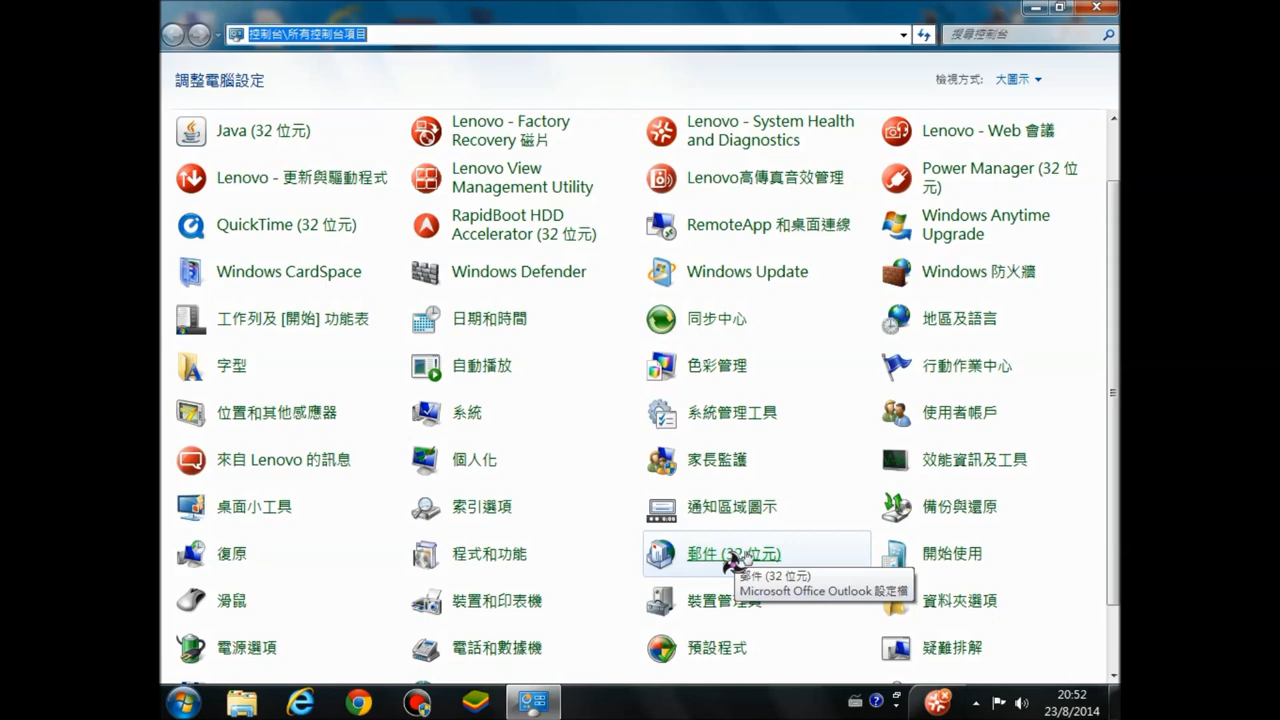 控制台\所有控制台項目
搜尋控制台
調整電腦設定
檢視方式: 大圖示
Java (32 位元)
Lenovo - Factory
Recovery 磁片
Lenovo - System Health
and Diagnostics
Lenovo - Web 會議
Lenovo - 更新與驅動程式
Lenovo View
Management Utility
Lenovo高傳真音效管理
Power Manager (32 位
元)
QuickTime (32 位元)
RapidBoot HDD
Accelerator (32 位元)
RemoteApp 和桌面連線
Windows Anytime
Upgrade
Windows CardSpace
Windows Defender
Windows Update
Windows 防火牆
工作列及 [開始] 功能表
日期和時間
同步中心
地區及語言
字型
自動播放
色彩管理
行動作業中心
位置和其他感應器
系統
系統管理工具
使用者帳戶
來自 Lenovo 的訊息
個人化
家長監護
效能資訊及工具
桌面小工具
索引選項
通知區域圖示
備份與還原
復原
程式和功能
郵件 (32 位元)
開始使用
郵件 (32 位元)
Microsoft Office Outlook 設定檔
滑鼠
裝置和印表機
裝置管理員
資料夾選項
電源選項
電話和數據機
預設程式
疑難排解
20:52
23/8/2014